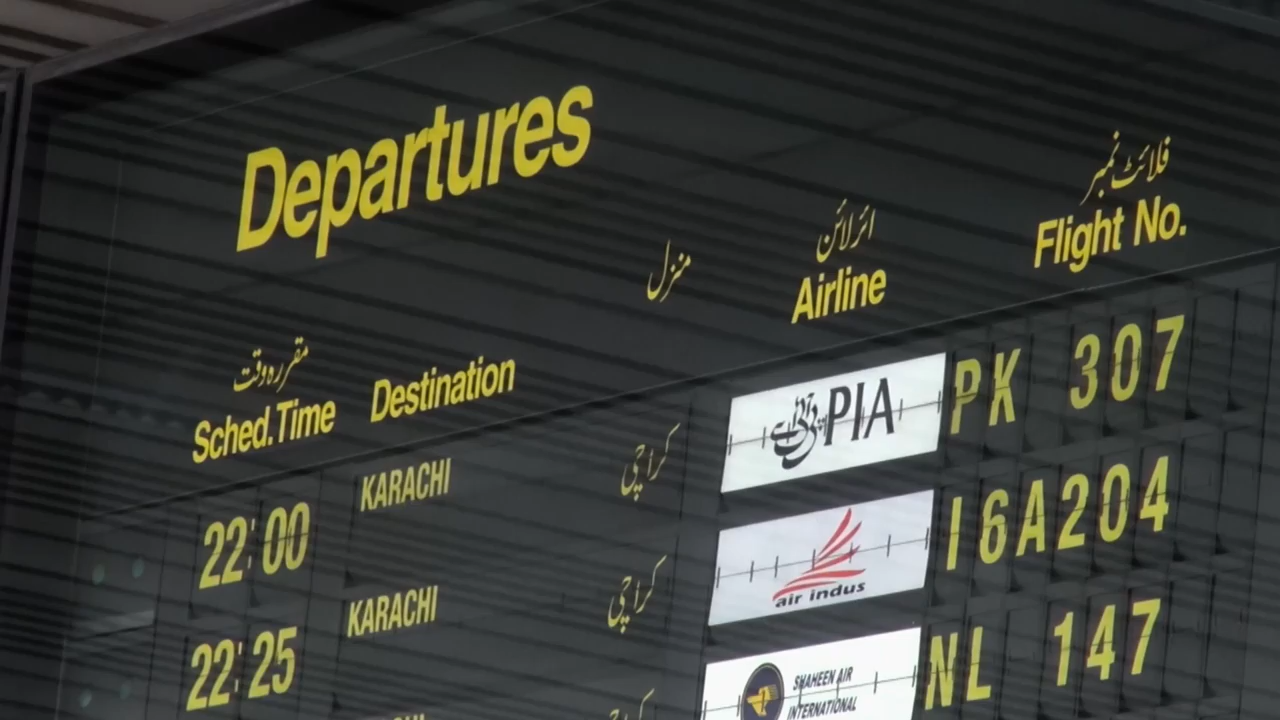 Departures
مقررہ وقت
منزل
ائرلائن
فلائٹ نمبر
Sched.Time
Destination
Airline
Flight No.
22:00 KARACHI کراچی PIA PK 307
22:25 KARACHI کراچی air indus I6A204
SHAHEEN AIR
INTERNATIONAL
NL 147